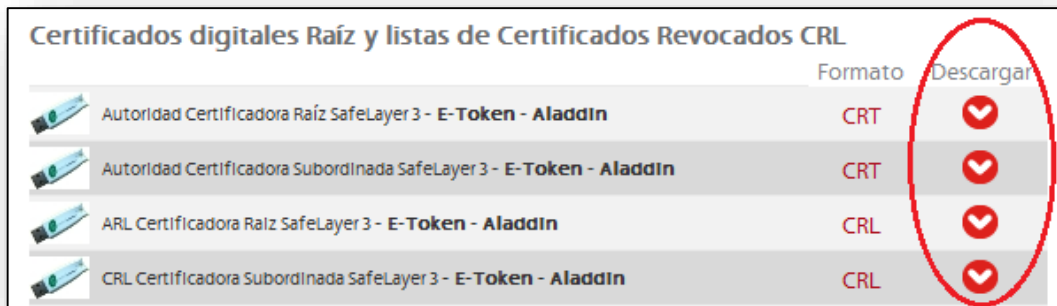 Certificados digitales Raíz y listas de Certificados Revocados CRL
Formato Descargar
Autoridad Certificadora Raíz SafeLayer 3 - E-Token - Aladdin CRT
Autoridad Certificadora Subordinada SafeLayer 3 - E-Token - Aladdin CRT
ARL Certificadora Raiz SafeLayer 3 - E-Token - Aladdin CRL
CRL Certificadora Subordinada SafeLayer 3 - E-Token - Aladdin CRL